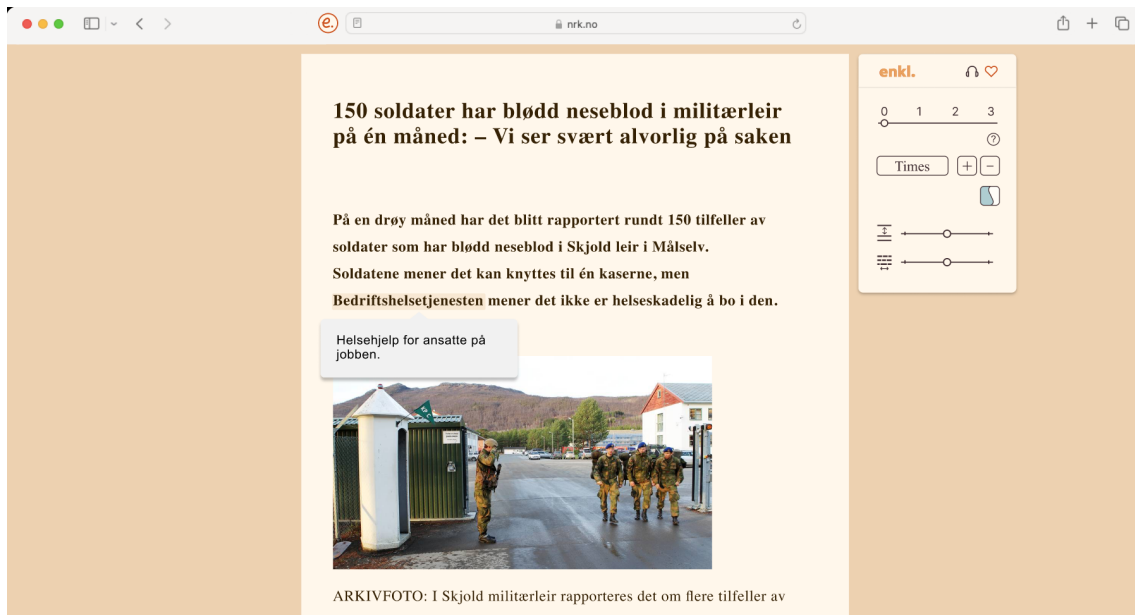 e.
nrk.no
enkl.
0 1 2 3
?
Times + −
150 soldater har blødd neseblod i militærleir
på én måned: – Vi ser svært alvorlig på saken
På en drøy måned har det blitt rapportert rundt 150 tilfeller av
soldater som har blødd neseblod i Skjold leir i Målselv.
Soldatene mener det kan knyttes til én kaserne, men
Bedriftshelsetjenesten mener det ikke er helseskadelig å bo i den.
Helsehjelp for ansatte på
jobben.
ARKIVFOTO: I Skjold militærleir rapporteres det om flere tilfeller av